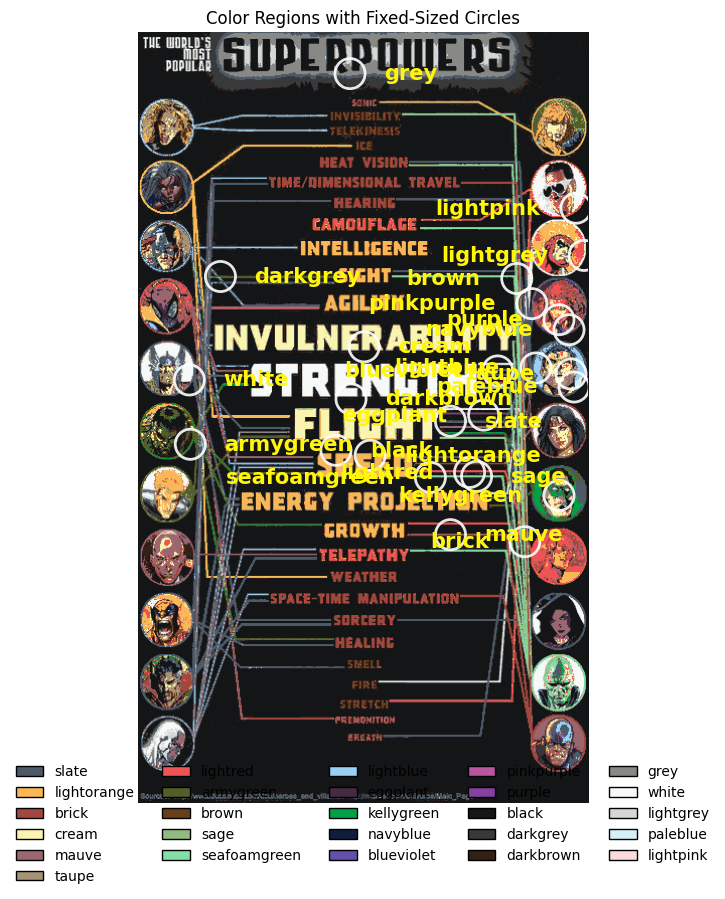 Color Regions with Fixed-Sized Circles
THE WORLD'S
MOST
POPULAR
SUPERPOWERS
grey
SONIC
INVISIBILITY
TELEKINESIS
ICE
HEAT VISION
TIME/DIMENSIONAL TRAVEL
HEARING
lightpink
CAMOUFLAGE
INTELLIGENCE
lightgrey
darkgrey
SIGHT
brown
AGILITY
pinkpurple
purple
INVULNERABILITY
navyblue
cream
STRENGTH
blueviolet
lightblue
taupe
white
paleblue
darkbrown
FLIGHT
eggplant
slate
armygreen
black
lightorange
SPEED
lightred
seafoamgreen
sage
ENERGY PROJECTION
kellygreen
GROWTH
brick
mauve
TELEPATHY
WEATHER
SPACE-TIME MANIPULATION
SORCERY
HEALING
SMELL
FIRE
STRETCH
PREMONITION
BREATH
slate
lightorange
brick
cream
mauve
taupe
lightred
armygreen
brown
sage
seafoamgreen
lightblue
eggplant
kellygreen
navyblue
blueviolet
pinkpurple
purple
black
darkgrey
darkbrown
grey
white
lightgrey
paleblue
lightpink